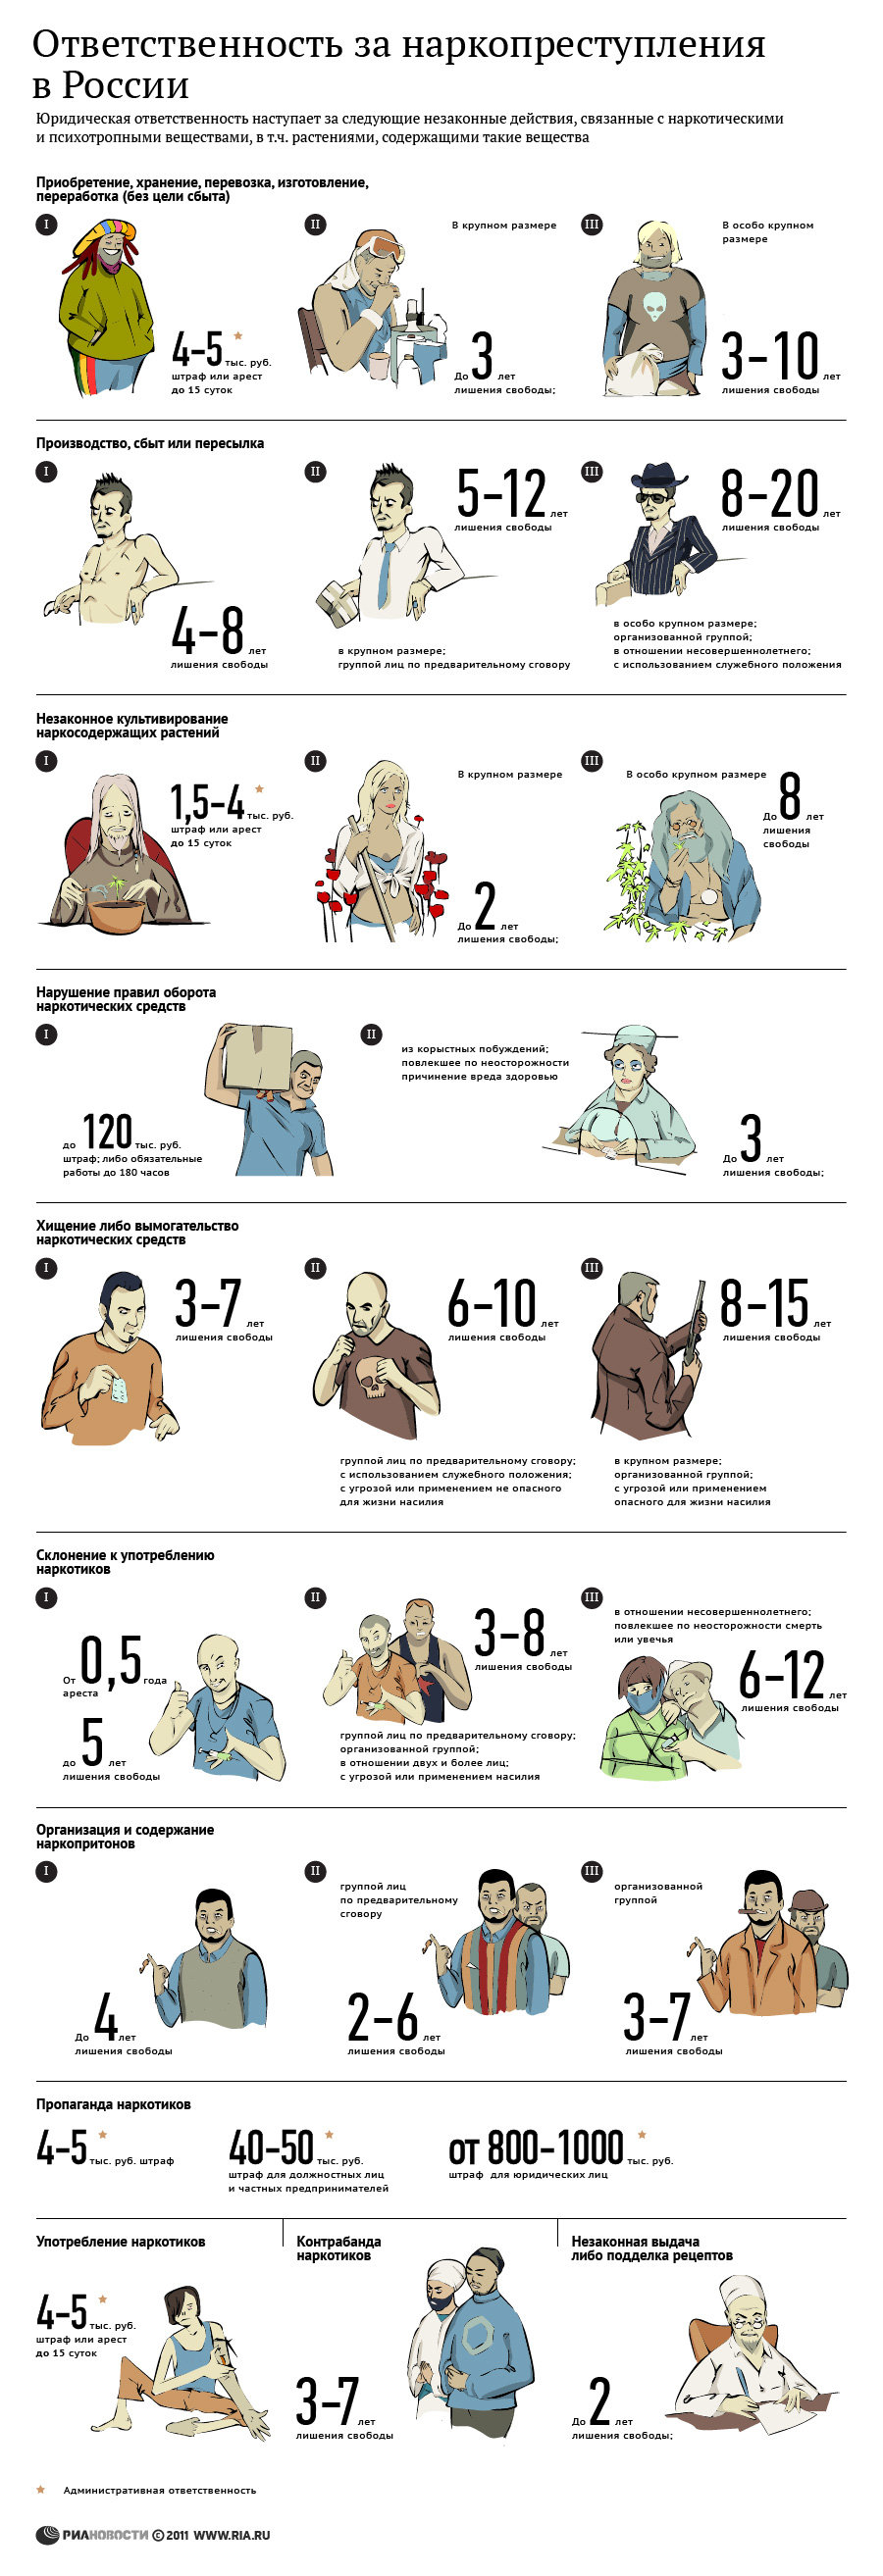 Ответственность за наркопреступления
в России
Юридическая ответственность наступает за следующие незаконные действия, связанные с наркотическими
и психотропными веществами, в т.ч. растениями, содержащими такие вещества
Приобретение, хранение, перевозка, изготовление,
переработка (без цели сбыта)
I
4–5 тыс. руб.
штраф или арест
до 15 суток
II
В крупном размере
До 3 лет
лишения свободы;
III
В особо крупном
размере
3–10 лет
лишения свободы
Производство, сбыт или пересылка
I
4–8 лет
лишения свободы
II
5–12 лет
лишения свободы
в крупном размере;
группой лиц по предварительному сговору
III
8–20 лет
лишения свободы
в особо крупном размере;
организованной группой;
в отношении несовершеннолетнего;
с использованием служебного положения
Незаконное культивирование
наркосодержащих растений
I
1,5–4 тыс. руб.
штраф или арест
до 15 суток
II
В крупном размере
До 2 лет
лишения свободы;
III
В особо крупном размере
До 8 лет
лишения
свободы
Нарушение правил оборота
наркотических средств
I
до 120 тыс. руб.
штраф; либо обязательные
работы до 180 часов
II
из корыстных побуждений;
повлекшее по неосторожности
причинение вреда здоровью
До 3 лет
лишения свободы;
Хищение либо вымогательство
наркотических средств
I
3–7 лет
лишения свободы
II
6–10 лет
лишения свободы
группой лиц по предварительному сговору;
с использованием служебного положения;
с угрозой или применением не опасного
для жизни насилия
III
8–15 лет
лишения свободы
в крупном размере;
организованной группой;
с угрозой или применением
опасного для жизни насилия
Склонение к употреблению
наркотиков
I
От 0,5 года
ареста
до 5 лет
лишения свободы
II
3–8 лет
лишения свободы
группой лиц по предварительному сговору;
организованной группой;
в отношении двух и более лиц;
с угрозой или применением насилия
III
в отношении несовершеннолетнего;
повлекшее по неосторожности смерть
или увечья
6–12 лет
лишения свободы
Организация и содержание
наркопритонов
I
До 4 лет
лишения свободы
II
группой лиц
по предварительному
сговору
2–6 лет
лишения свободы
III
организованной
группой
3–7 лет
лишения свободы
Пропаганда наркотиков
4–5 тыс. руб. штраф
40–50 тыс. руб.
штраф для должностных лиц
и частных предпринимателей
от 800–1000 тыс. руб.
штраф для юридических лиц
Употребление наркотиков
4–5 тыс. руб.
штраф или арест
до 15 суток
Контрабанда
наркотиков
3–7 лет
лишения свободы
Незаконная выдача
либо подделка рецептов
До 2 лет
лишения свободы;
Административная ответственность
РИАНОВОСТИ © 2011 WWW.RIA.RU